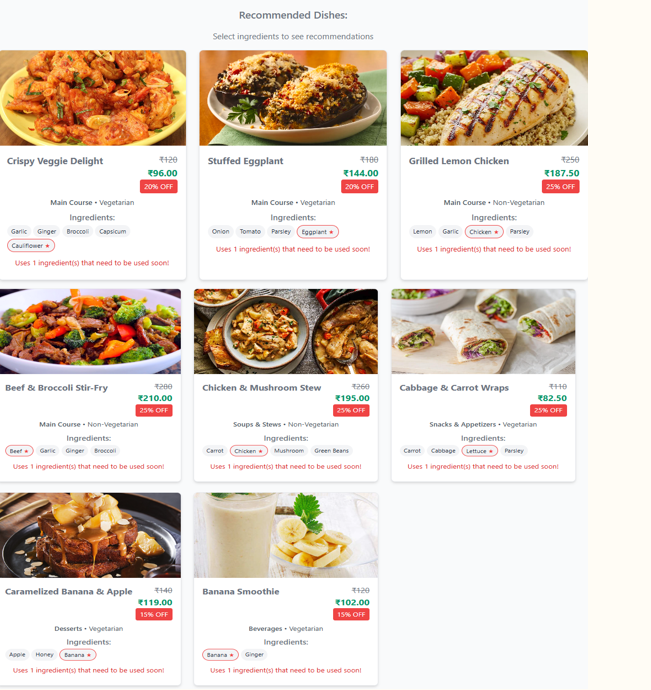 Recommended Dishes:
Select ingredients to see recommendations
Crispy Veggie Delight ₹120
₹96.00
20% OFF
Main Course • Vegetarian
Ingredients:
Garlic Ginger Broccoli Capsicum
Cauliflower ★
Uses 1 ingredient(s) that need to be used soon!
Stuffed Eggplant ₹180
₹144.00
20% OFF
Main Course • Vegetarian
Ingredients:
Onion Tomato Parsley Eggplant ★
Uses 1 ingredient(s) that need to be used soon!
Grilled Lemon Chicken ₹250
₹187.50
25% OFF
Main Course • Non-Vegetarian
Ingredients:
Lemon Garlic Chicken ★ Parsley
Uses 1 ingredient(s) that need to be used soon!
Beef & Broccoli Stir-Fry ₹280
₹210.00
25% OFF
Main Course • Non-Vegetarian
Ingredients:
Beef ★ Garlic Ginger Broccoli
Uses 1 ingredient(s) that need to be used soon!
Chicken & Mushroom Stew ₹260
₹195.00
25% OFF
Soups & Stews • Non-Vegetarian
Ingredients:
Carrot Chicken ★ Mushroom Green Beans
Uses 1 ingredient(s) that need to be used soon!
Cabbage & Carrot Wraps ₹110
₹82.50
25% OFF
Snacks & Appetizers • Vegetarian
Ingredients:
Carrot Cabbage Lettuce ★ Parsley
Uses 1 ingredient(s) that need to be used soon!
Caramelized Banana & Apple ₹140
₹119.00
15% OFF
Desserts • Vegetarian
Ingredients:
Apple Honey Banana ★
Uses 1 ingredient(s) that need to be used soon!
Banana Smoothie ₹120
₹102.00
15% OFF
Beverages • Vegetarian
Ingredients:
Banana ★ Ginger
Uses 1 ingredient(s) that need to be used soon!